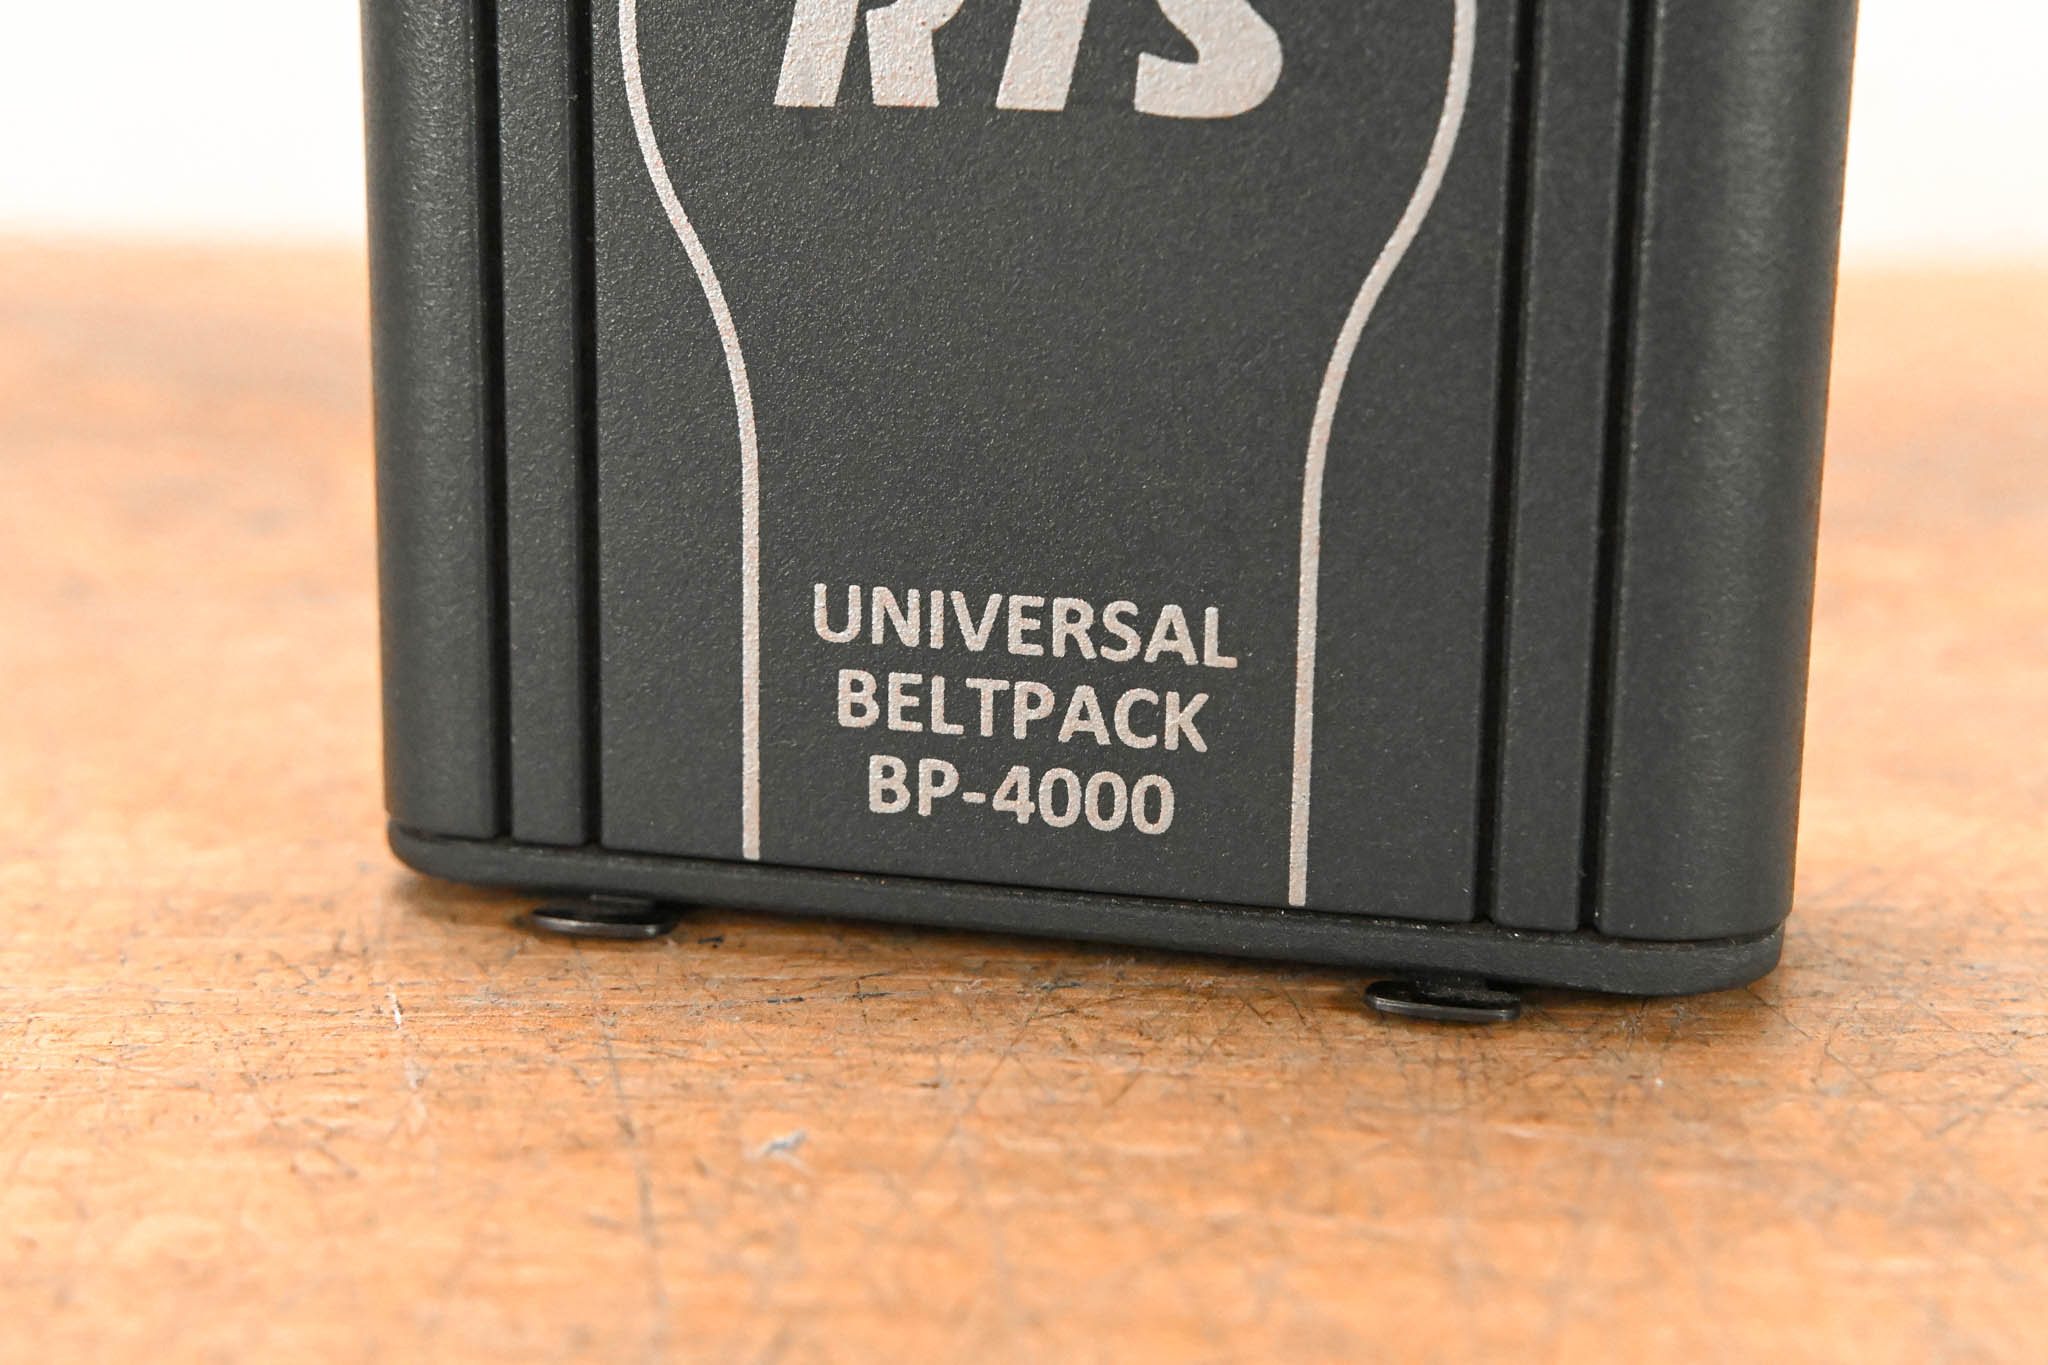 RTS
UNIVERSAL
BELTPACK
BP-4000